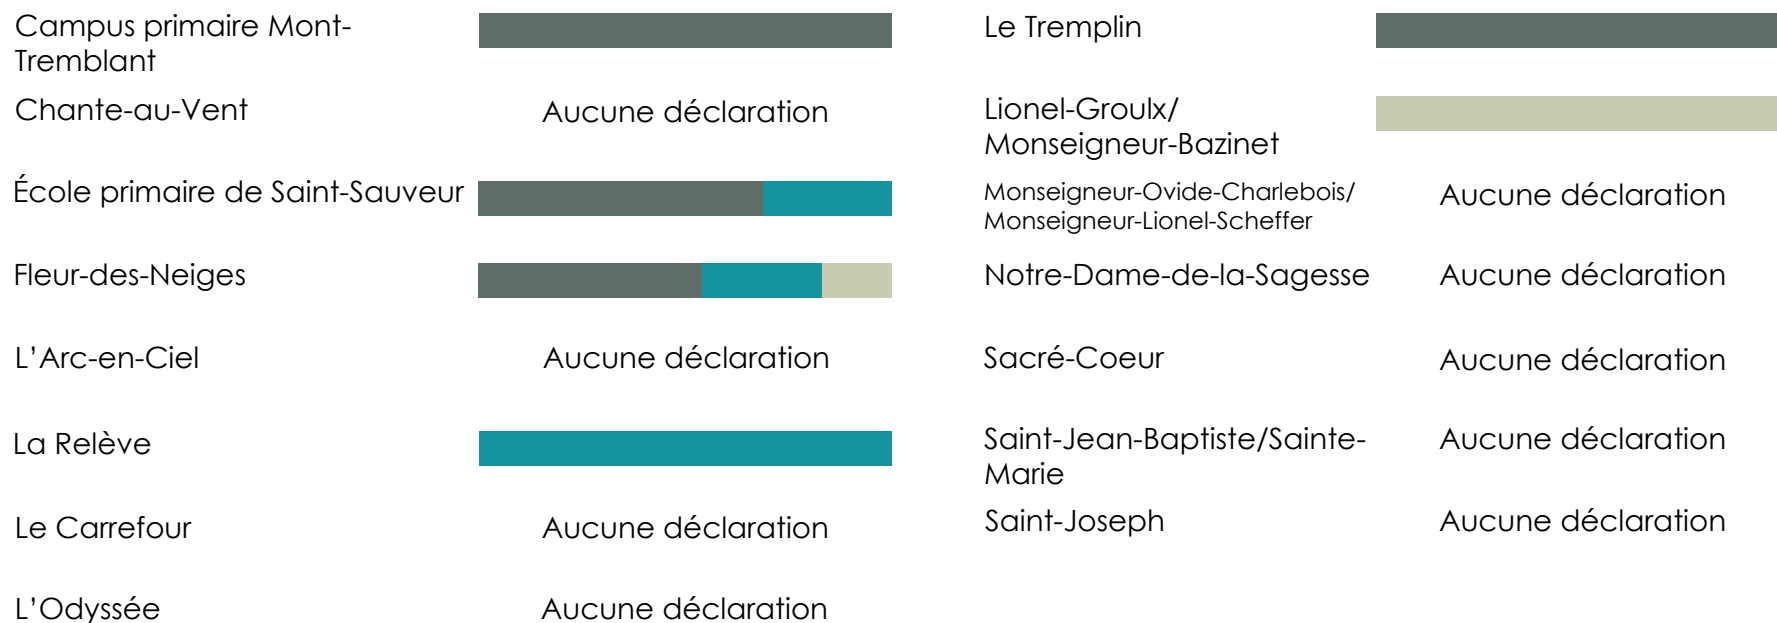 Campus primaire Mont-
Tremblant
Chante-au-Vent
Aucune déclaration
École primaire de Saint-Sauveur
Fleur-des-Neiges
L’Arc-en-Ciel
Aucune déclaration
La Relève
Le Carrefour
Aucune déclaration
L’Odyssée
Aucune déclaration
Le Tremplin
Lionel-Groulx/
Monseigneur-Bazinet
Monseigneur-Ovide-Charlebois/
Monseigneur-Lionel-Scheffer
Aucune déclaration
Notre-Dame-de-la-Sagesse
Aucune déclaration
Sacré-Coeur
Aucune déclaration
Saint-Jean-Baptiste/Sainte-
Marie
Aucune déclaration
Saint-Joseph
Aucune déclaration